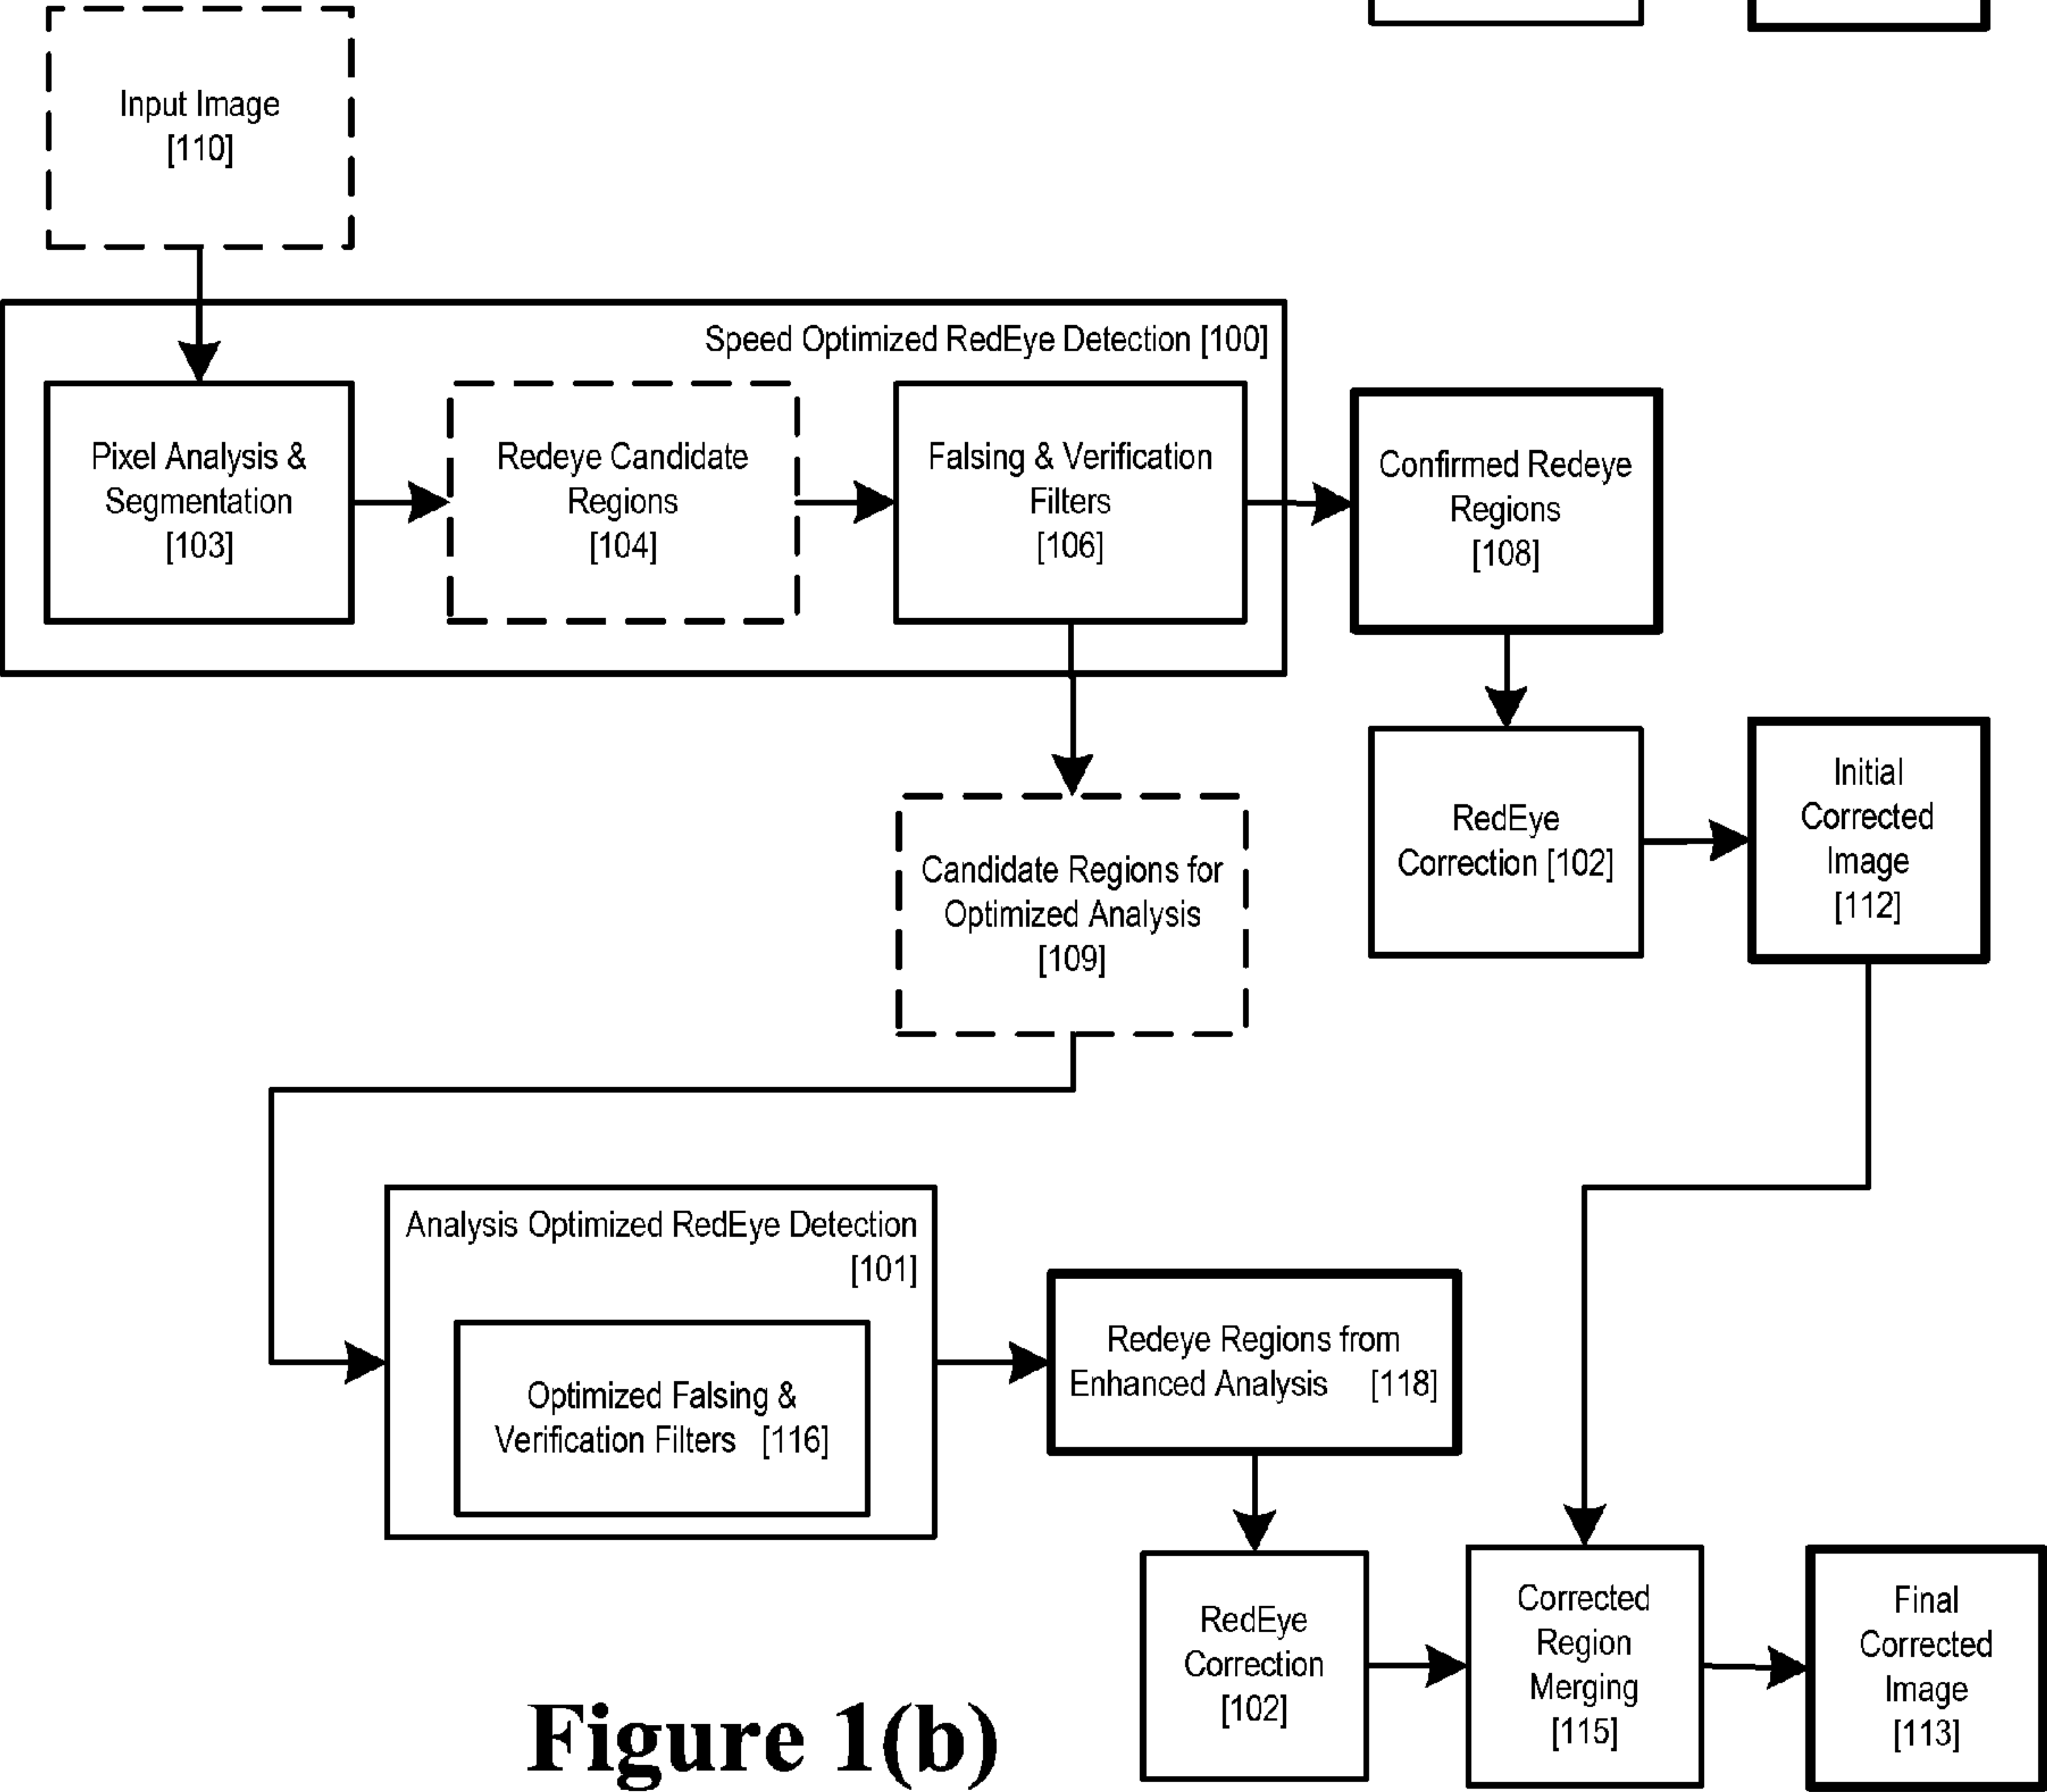 Input Image
[110]
Speed Optimized RedEye Detection [100]
Pixel Analysis &
Segmentation
[103]
Redeye Candidate
Regions
[104]
Falsing & Verification
Filters
[106]
Confirmed Redeye
Regions
[108]
RedEye
Correction [102]
Initial
Corrected
Image
[112]
Candidate Regions for
Optimized Analysis
[109]
Analysis Optimized RedEye Detection
[101]
Optimized Falsing &
Verification Filters [116]
Redeye Regions from
Enhanced Analysis [118]
RedEye
Correction
[102]
Corrected
Region
Merging
[115]
Final
Corrected
Image
[113]
Figure 1(b)